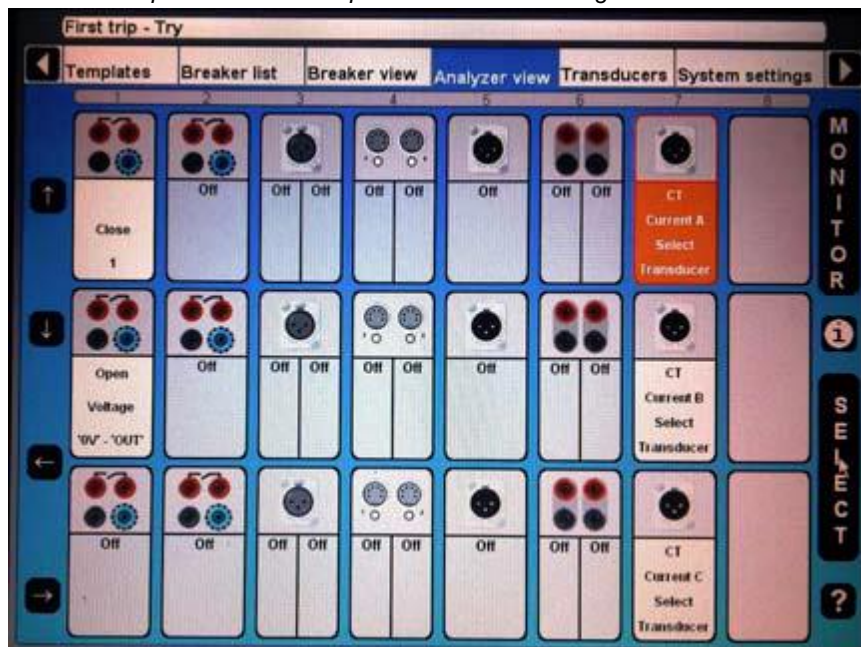 First trip - Try
Templates Breaker list Breaker view Analyzer view Transducers System settings
1 2 3 4 5 6 7 8
MONITOR
Close
1
Off
Off Off
Off Off
Off
Off Off
CT
Current A
Select
Transducer
i
SELECT
Open
Voltage
'0V' - 'OUT'
Off
Off Off
Off Off
Off
Off Off
CT
Current B
Select
Transducer
Off
Off
Off Off
Off Off
Off
Off Off
CT
Current C
Select
Transducer
?